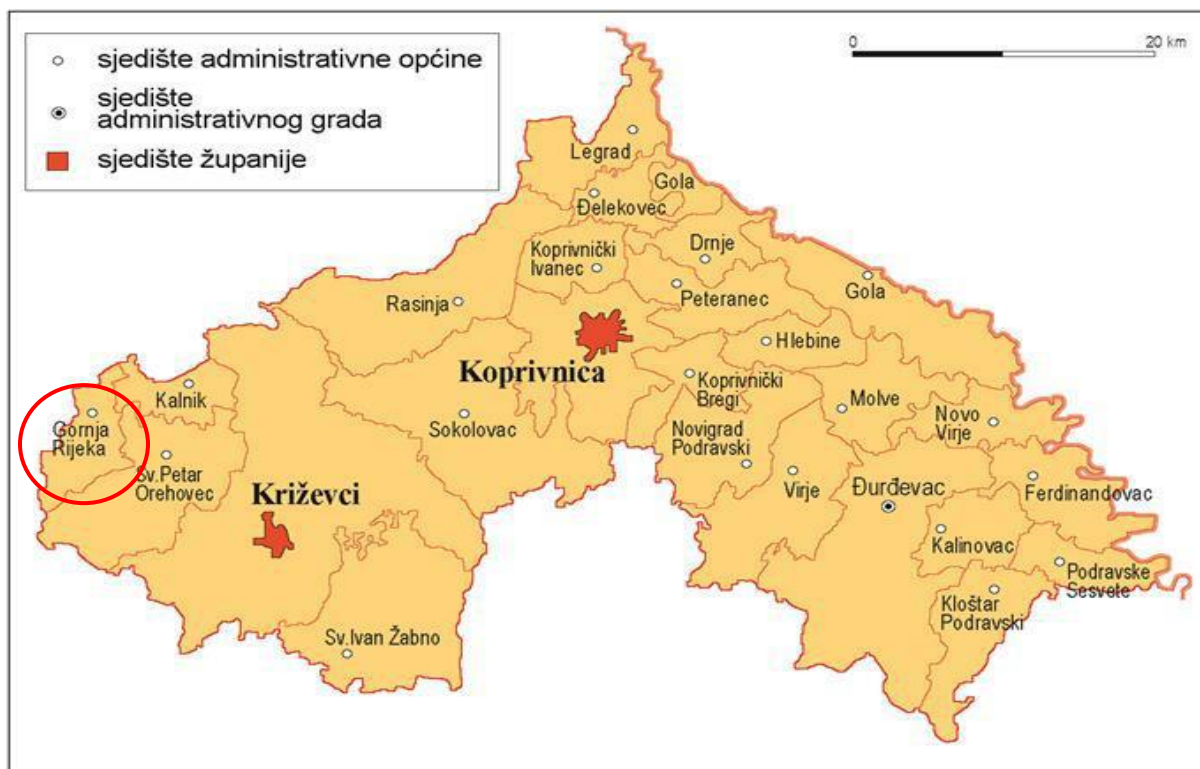 sjedište administrativne općine
sjedište
administrativnog grada
sjedište županije
0
20 km
Legrad
Gola
Đelekovec
Koprivnički
Ivanec
Drnje
Rasinja
Peteranec
Gola
Hlebine
Koprivnica
Koprivnički
Bregi
Kalnik
Molve
Novo
Virje
Gornja
Rijeka
Sokolovac
Novigrad
Podravski
Sv.Petar
Orehovec
Virje
Đurđevac
Ferdinandovac
Križevci
Kalinovac
Podravske
Sesvete
Kloštar
Podravski
Sv.Ivan Žabno